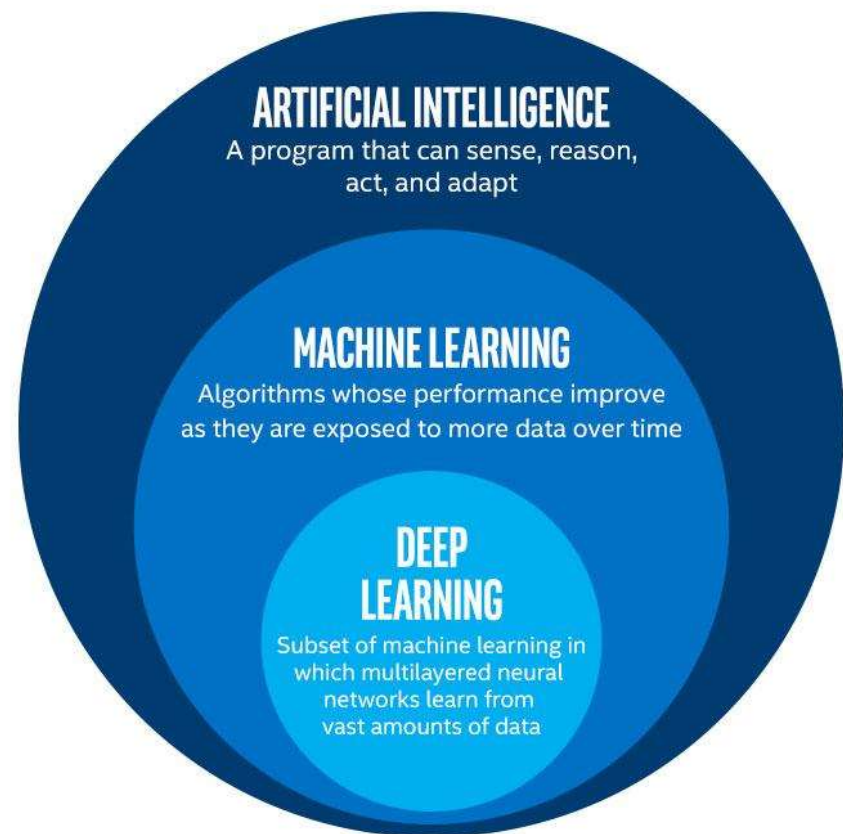 ARTIFICIAL INTELLIGENCE
A program that can sense, reason,
act, and adapt
MACHINE LEARNING
Algorithms whose performance improve
as they are exposed to more data over time
DEEP
LEARNING
Subset of machine learning in
which multilayered neural
networks learn from
vast amounts of data